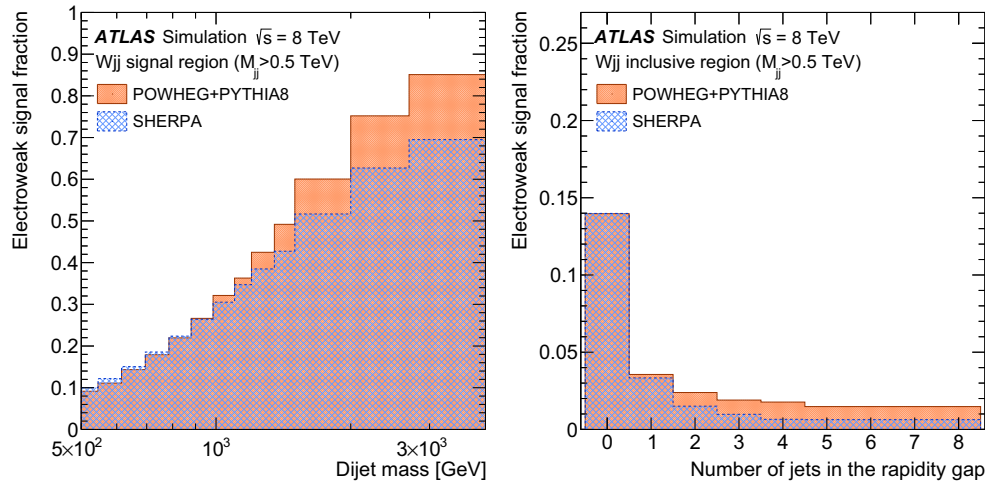 Electroweak signal fraction
1
0.9
0.8
0.7
0.6
0.5
0.4
0.3
0.2
0.1
0
ATLAS Simulation √s = 8 TeV
Wjj signal region (Mjj>0.5 TeV)
POWHEG+PYTHIA8
SHERPA
5×10² 10³ 3×10³
Dijet mass [GeV]
Electroweak signal fraction
0.25
0.2
0.15
0.1
0.05
0
ATLAS Simulation √s = 8 TeV
Wjj inclusive region (Mjj>0.5 TeV)
POWHEG+PYTHIA8
SHERPA
0 1 2 3 4 5 6 7 8
Number of jets in the rapidity gap